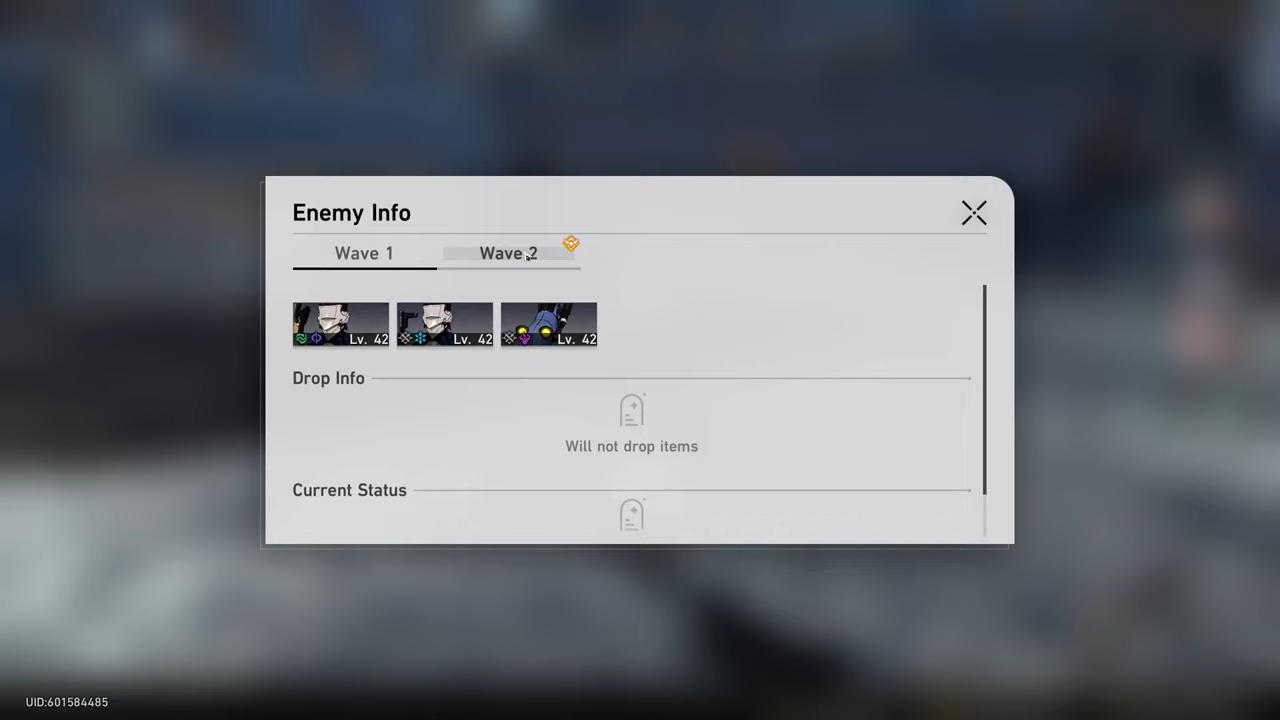 Enemy Info
Wave 1
Wave 2
Lv. 42
Lv. 42
Lv. 42
Drop Info
Will not drop items
Current Status
UID:601584485